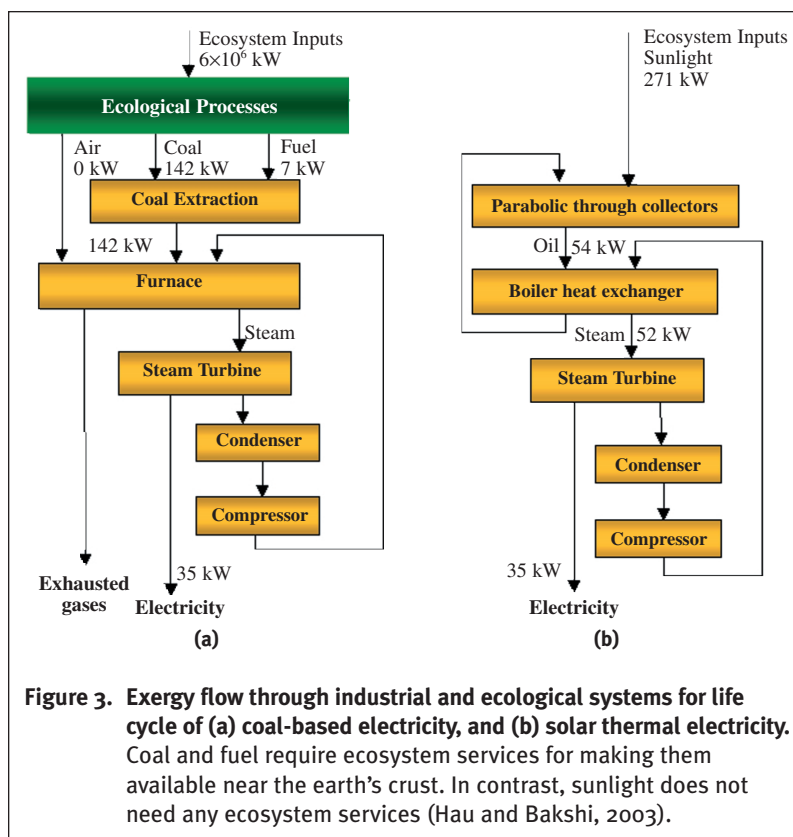 Ecosystem Inputs
6×10⁶ kW
Ecological Processes
Air
0 kW
Coal
142 kW
Fuel
7 kW
Coal Extraction
142 kW
Furnace
Steam
Steam Turbine
Condenser
Compressor
35 kW
Exhausted
gases
Electricity
(a)
Ecosystem Inputs
Sunlight
271 kW
Parabolic through collectors
Oil 54 kW
Boiler heat exchanger
Steam 52 kW
Steam Turbine
Condenser
Compressor
35 kW
Electricity
(b)
Figure 3. Exergy flow through industrial and ecological systems for life
cycle of (a) coal-based electricity, and (b) solar thermal electricity.
Coal and fuel require ecosystem services for making them
available near the earth's crust. In contrast, sunlight does not
need any ecosystem services (Hau and Bakshi, 2003).